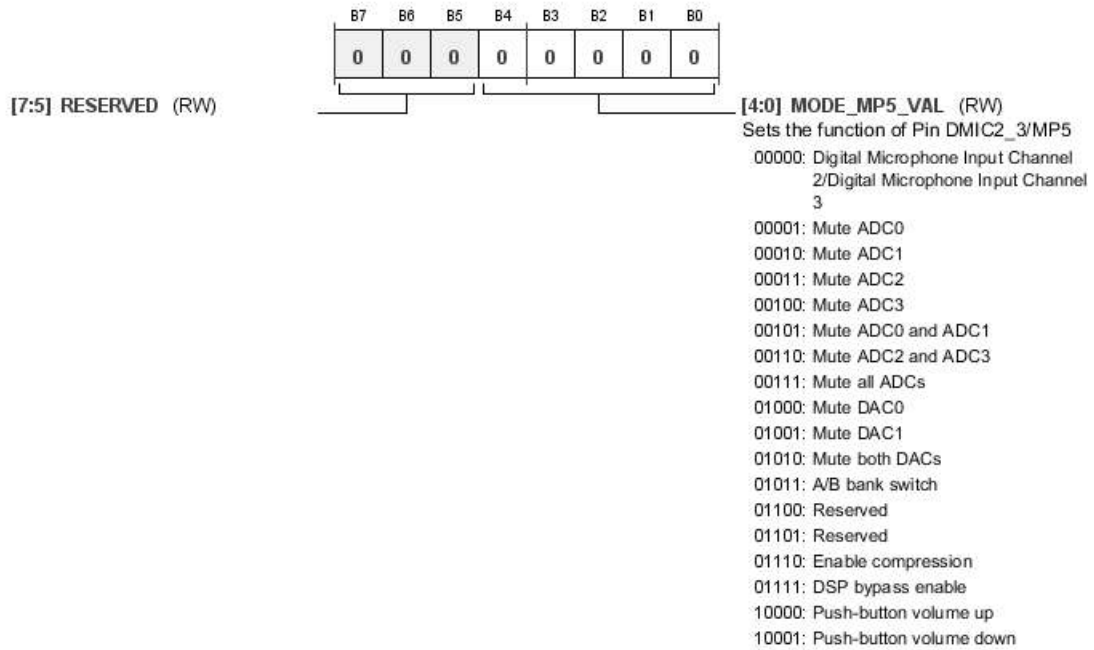 B7 B6 B5 B4 B3 B2 B1 B0
0 0 0 0 0 0 0 0
[7:5] RESERVED (RW)
[4:0] MODE_MP5_VAL (RW)
Sets the function of Pin DMIC2_3/MP5
00000: Digital Microphone Input Channel
2/Digital Microphone Input Channel
3
00001: Mute ADC0
00010: Mute ADC1
00011: Mute ADC2
00100: Mute ADC3
00101: Mute ADC0 and ADC1
00110: Mute ADC2 and ADC3
00111: Mute all ADCs
01000: Mute DAC0
01001: Mute DAC1
01010: Mute both DACs
01011: A/B bank switch
01100: Reserved
01101: Reserved
01110: Enable compression
01111: DSP bypass enable
10000: Push-button volume up
10001: Push-button volume down